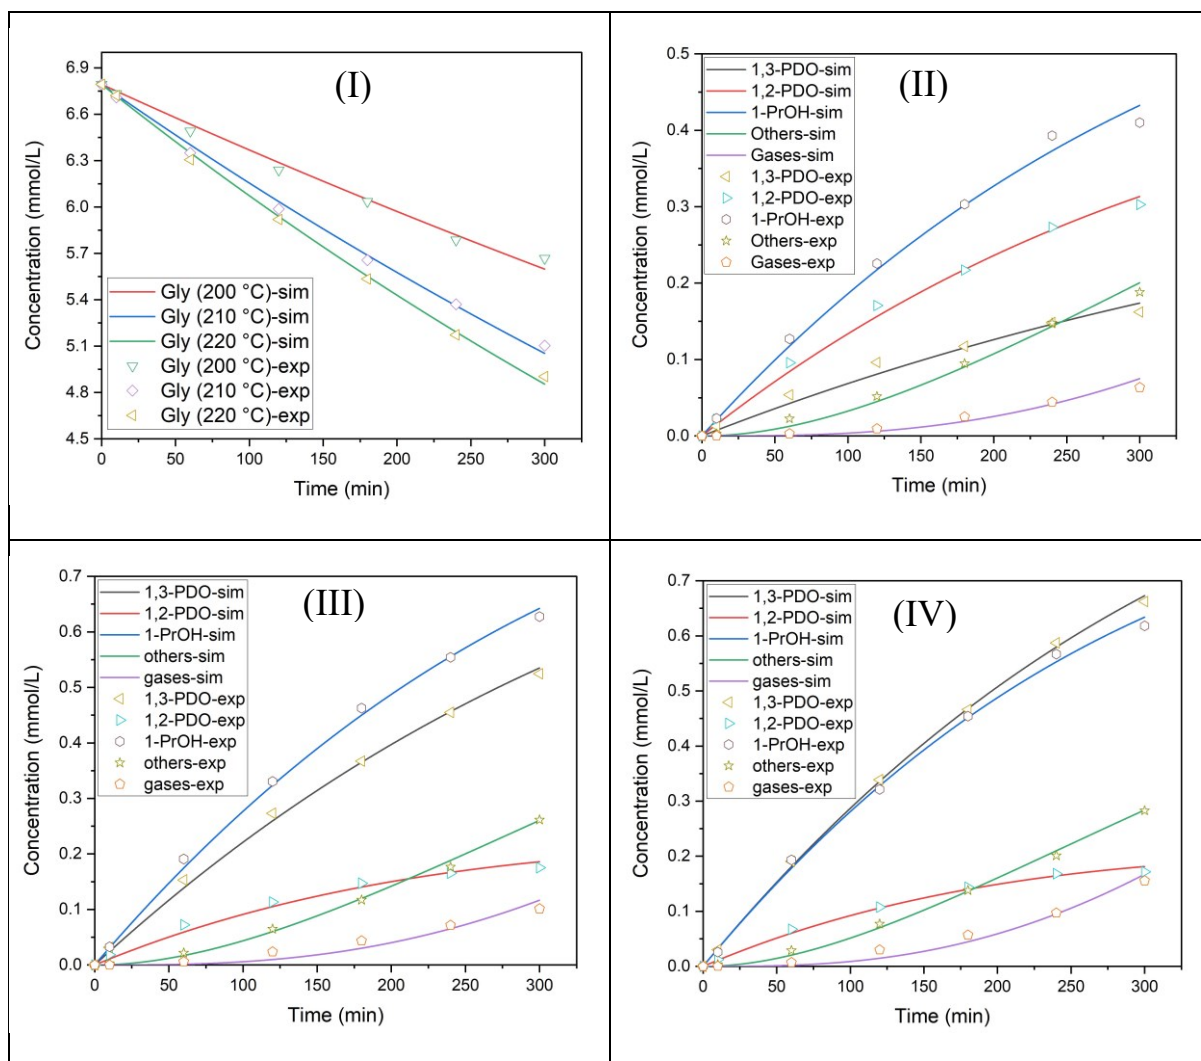 (I)
Concentration (mmol/L)
6.9
6.6
6.3
6.0
5.7
5.4
5.1
4.8
4.5
Gly (200 °C)-sim
Gly (210 °C)-sim
Gly (220 °C)-sim
Gly (200 °C)-exp
Gly (210 °C)-exp
Gly (220 °C)-exp
0 50 100 150 200 250 300
Time (min)
(II)
Concentration (mmol/L)
0.5
0.4
0.3
0.2
0.1
0.0
1,3-PDO-sim
1,2-PDO-sim
1-PrOH-sim
Others-sim
Gases-sim
1,3-PDO-exp
1,2-PDO-exp
1-PrOH-exp
Others-exp
Gases-exp
0 50 100 150 200 250 300
Time (min)
(III)
Concentration (mmol/L)
0.7
0.6
0.5
0.4
0.3
0.2
0.1
0.0
1,3-PDO-sim
1,2-PDO-sim
1-PrOH-sim
others-sim
gases-sim
1,3-PDO-exp
1,2-PDO-exp
1-PrOH-exp
others-exp
gases-exp
0 50 100 150 200 250 300
Time (min)
(IV)
Concentration (mmol/L)
0.7
0.6
0.5
0.4
0.3
0.2
0.1
0.0
1,3-PDO-sim
1,2-PDO-sim
1-PrOH-sim
others-sim
gases-sim
1,3-PDO-exp
1,2-PDO-exp
1-PrOH-exp
others-exp
gases-exp
0 50 100 150 200 250 300
Time (min)